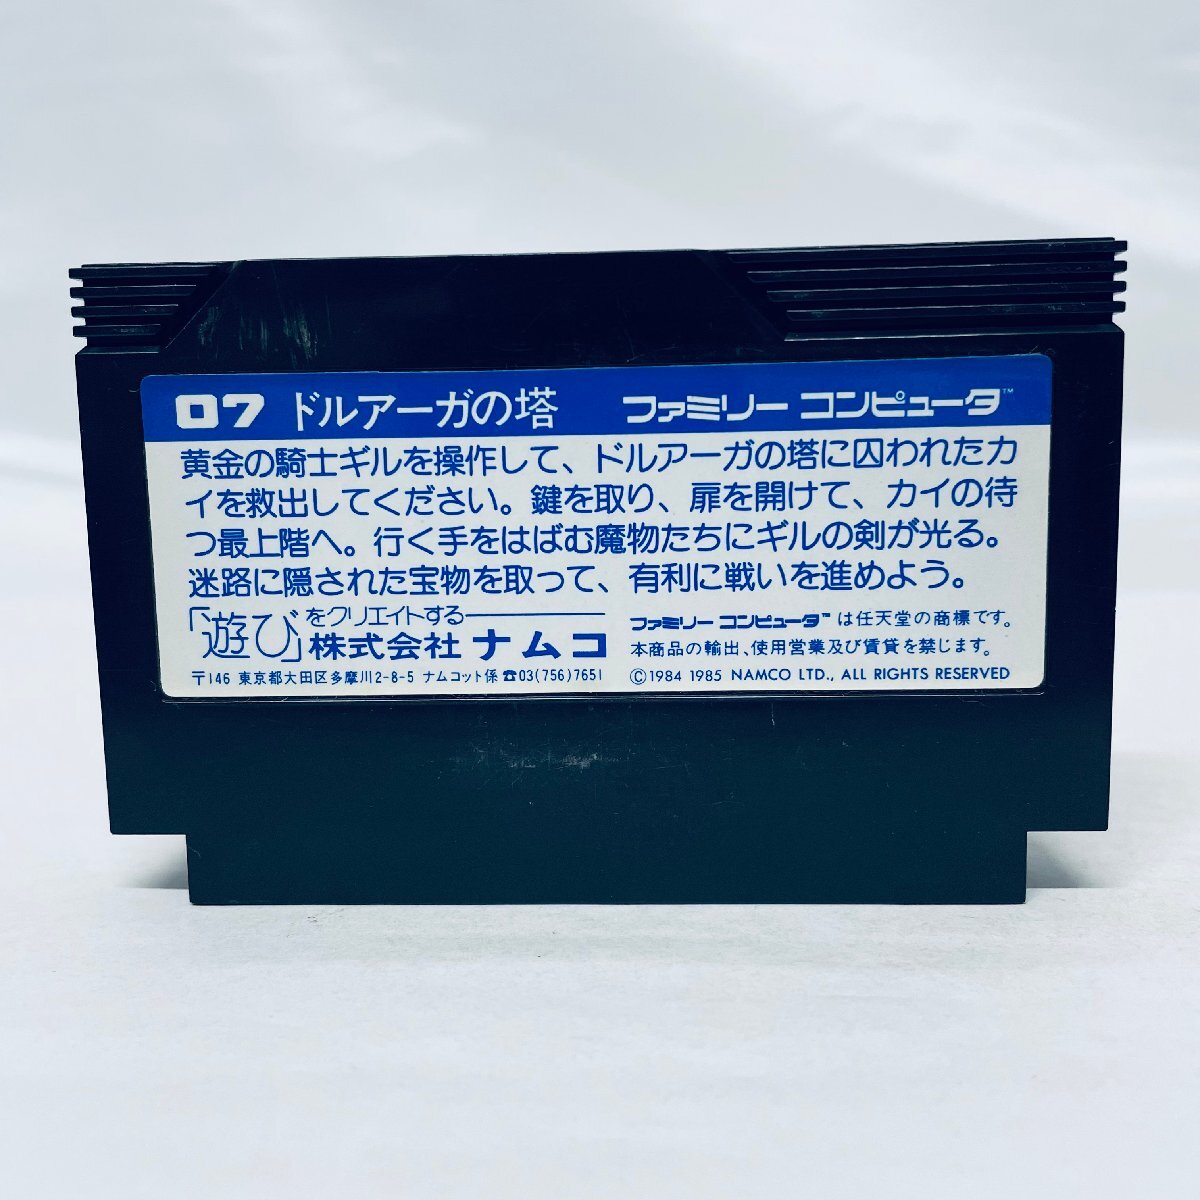 07 ドルアーガの塔 ファミリー コンピュータ™
黄金の騎士ギルを操作して、ドルアーガの塔に囚われたカ
イを救出してください。鍵を取り、扉を開けて、カイの待
つ最上階へ。行く手をはばむ魔物たちにギルの剣が光る。
迷路に隠された宝物を取って、有利に戦いを進めよう。
「遊び」をクリエイトする
株式会社 ナムコ
〒146 東京都大田区多摩川2-8-5 ナムコット係 ☎03(756)7651
ファミリー コンピュータ™ は任天堂の商標です。
本商品の輸出、使用営業及び賃貸を禁じます。
©1984 1985 NAMCO LTD., ALL RIGHTS RESERVED